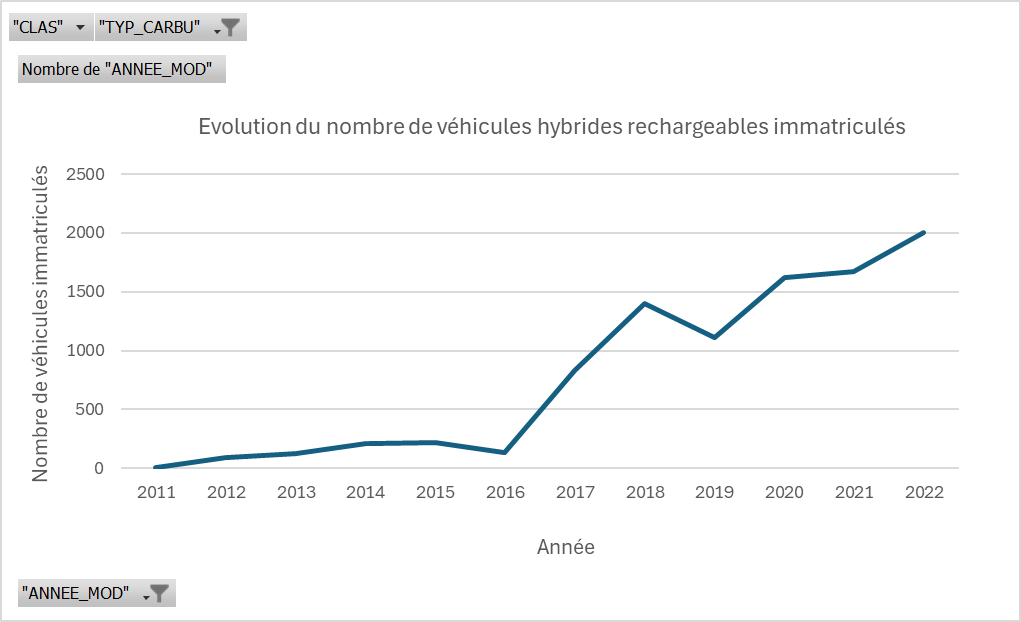 "CLAS" "TYP_CARBU"
Nombre de "ANNEE_MOD"
Evolution du nombre de véhicules hybrides rechargeables immatriculés
Nombre de véhicules immatriculés
2500
2000
1500
1000
500
0
2011 2012 2013 2014 2015 2016 2017 2018 2019 2020 2021 2022
Année
"ANNEE_MOD"